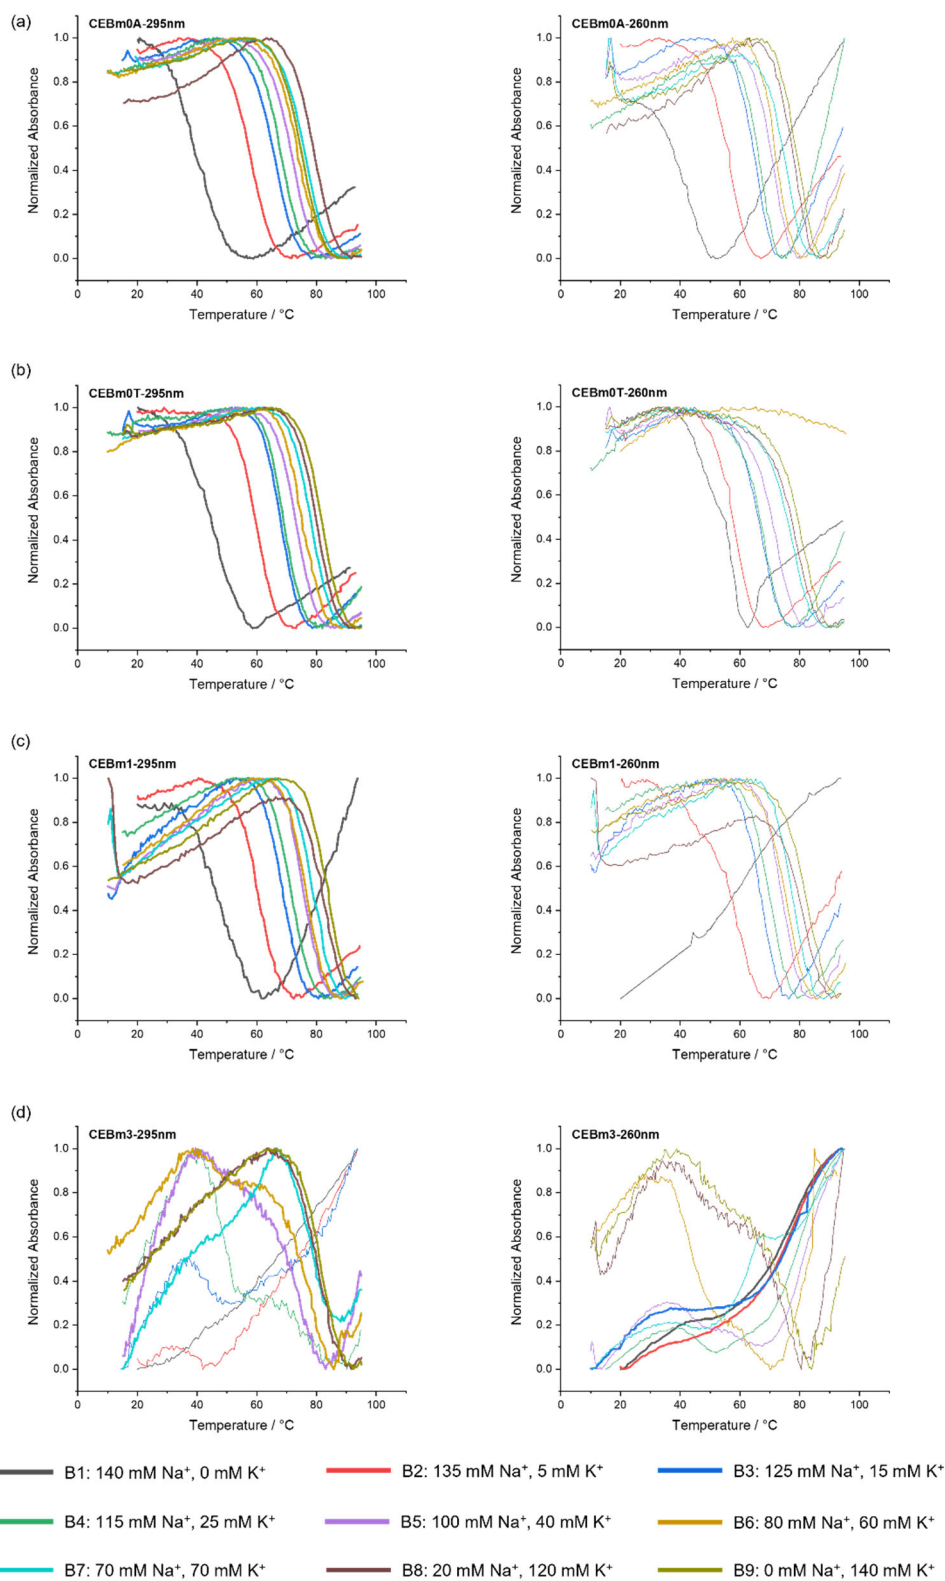 (a)
CEBm0A-295nm
1.0
0.8
0.6
0.4
0.2
0.0
Normalized Absorbance
0 20 40 60 80 100
Temperature / °C
CEBm0A-260nm
1.0
0.8
0.6
0.4
0.2
0.0
Normalized Absorbance
0 20 40 60 80 100
Temperature / °C
(b)
CEBm0T-295nm
1.0
0.8
0.6
0.4
0.2
0.0
Normalized Absorbance
0 20 40 60 80 100
Temperature / °C
CEBm0T-260nm
1.0
0.8
0.6
0.4
0.2
0.0
Normalized Absorbance
0 20 40 60 80 100
Temperature / °C
(c)
CEBm1-295nm
1.0
0.8
0.6
0.4
0.2
0.0
Normalized Absorbance
0 20 40 60 80 100
Temperature / °C
CEBm1-260nm
1.0
0.8
0.6
0.4
0.2
0.0
Normalized Absorbance
0 20 40 60 80 100
Temperature / °C
(d)
CEBm3-295nm
1.0
0.8
0.6
0.4
0.2
0.0
Normalized Absorbance
0 20 40 60 80 100
Temperature / °C
CEBm3-260nm
1.0
0.8
0.6
0.4
0.2
0.0
Normalized Absorbance
0 20 40 60 80 100
Temperature / °C
B1: 140 mM Na⁺, 0 mM K⁺
B2: 135 mM Na⁺, 5 mM K⁺
B3: 125 mM Na⁺, 15 mM K⁺
B4: 115 mM Na⁺, 25 mM K⁺
B5: 100 mM Na⁺, 40 mM K⁺
B6: 80 mM Na⁺, 60 mM K⁺
B7: 70 mM Na⁺, 70 mM K⁺
B8: 20 mM Na⁺, 120 mM K⁺
B9: 0 mM Na⁺, 140 mM K⁺